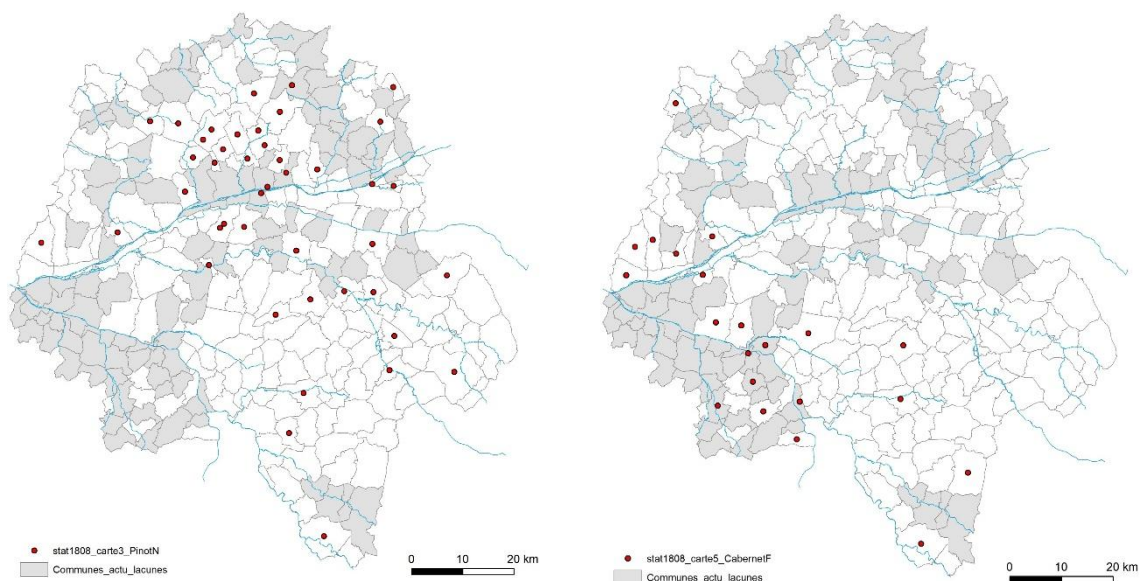 stat1808_carte3_PinotN
Communes_actu_lacunes
0 10 20 km
stat1808_carte5_CabernetF
Communes_actu_lacunes
0 10 20 km